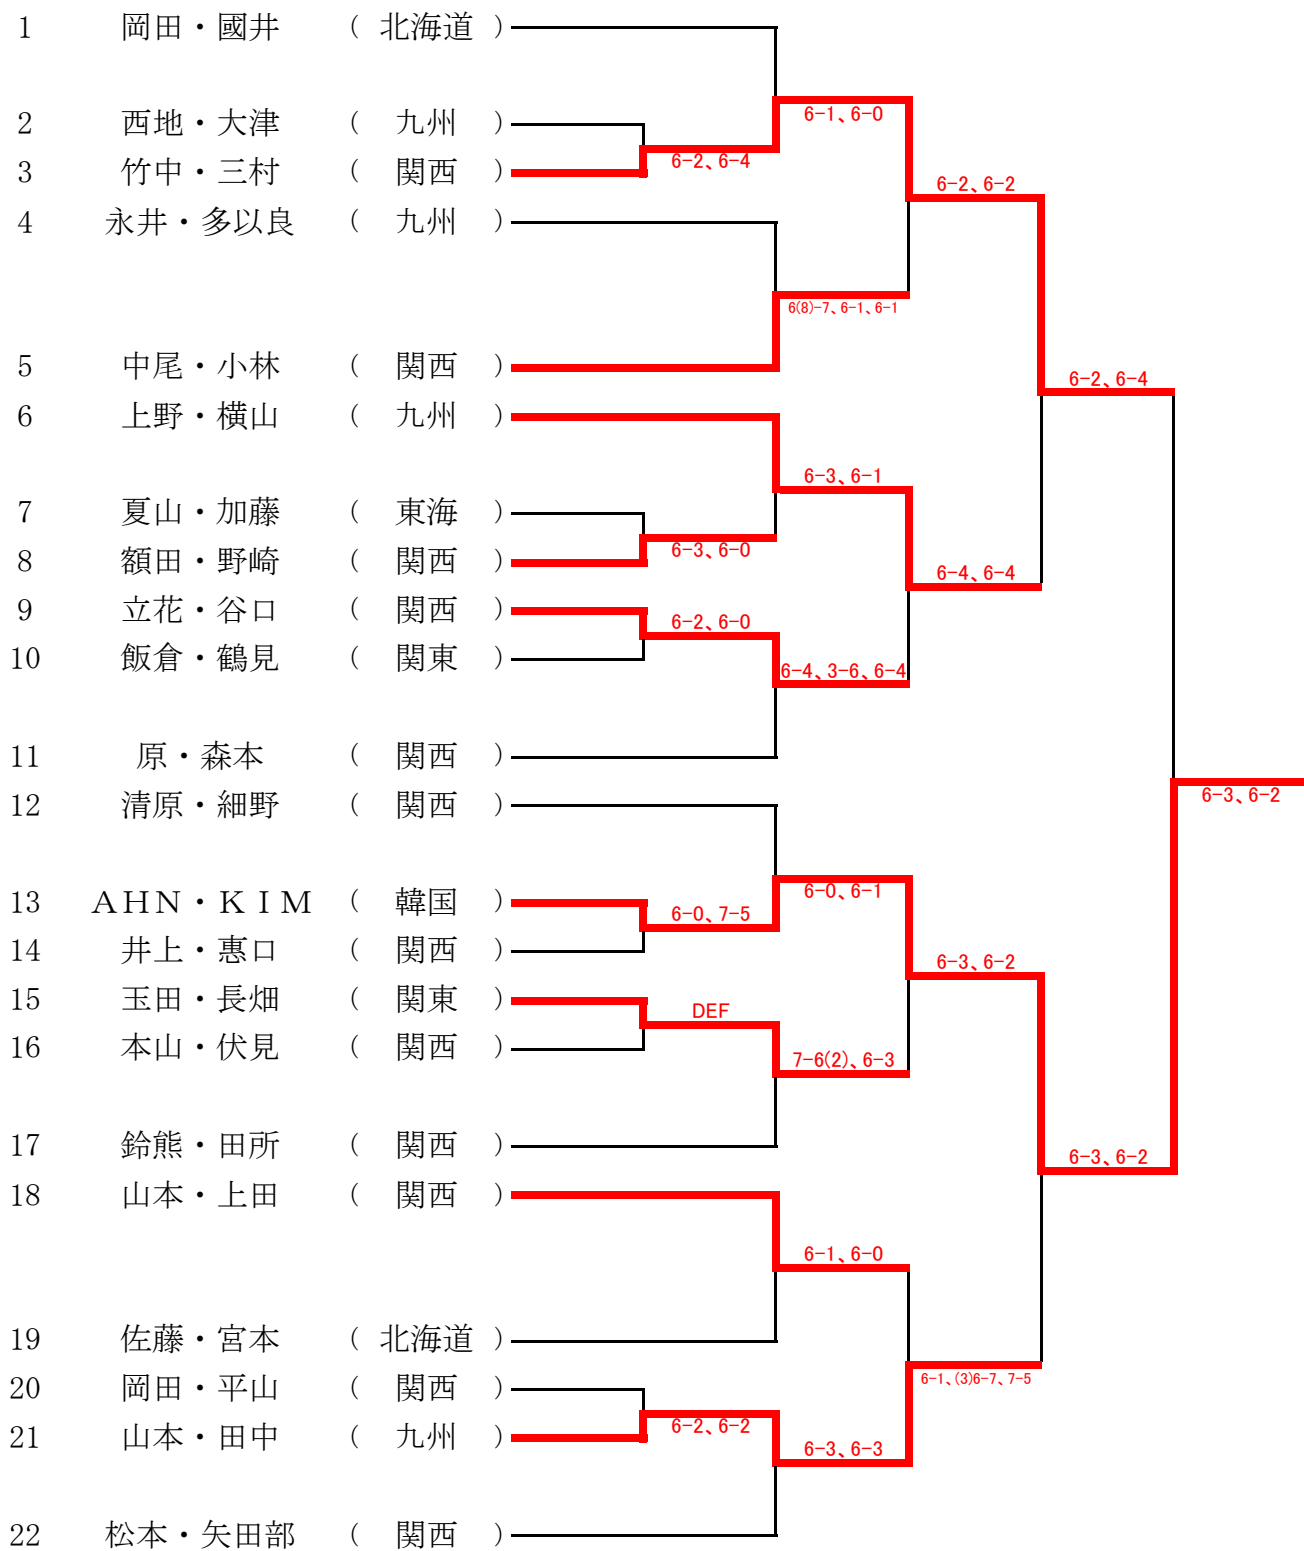 1 岡田・國井 ( 北海道 )
6-1、6-0
2 西地・大津 ( 九州 )
6-2、6-4
3 竹中・三村 ( 関西 )
6-2、6-2
4 永井・多以良 ( 九州 )
6(8)-7、6-1、6-1
5 中尾・小林 ( 関西 )
6-2、6-4
6 上野・横山 ( 九州 )
6-3、6-1
7 夏山・加藤 ( 東海 )
6-3、6-0
8 額田・野崎 ( 関西 )
6-4、6-4
9 立花・谷口 ( 関西 )
6-2、6-0
10 飯倉・鶴見 ( 関東 )
6-4、3-6、6-4
11 原・森本 ( 関西 )
6-3、6-2
12 清原・細野 ( 関西 )
6-0、6-1
13 ＡＨＮ・ＫＩＭ ( 韓国 )
6-0、7-5
14 井上・惠口 ( 関西 )
6-3、6-2
15 玉田・長畑 ( 関東 )
DEF
16 本山・伏見 ( 関西 )
7-6(2)、6-3
17 鈴熊・田所 ( 関西 )
6-3、6-2
18 山本・上田 ( 関西 )
6-1、6-0
19 佐藤・宮本 ( 北海道 )
6-1、(3)6-7、7-5
20 岡田・平山 ( 関西 )
6-2、6-2
21 山本・田中 ( 九州 )
6-3、6-3
22 松本・矢田部 ( 関西 )